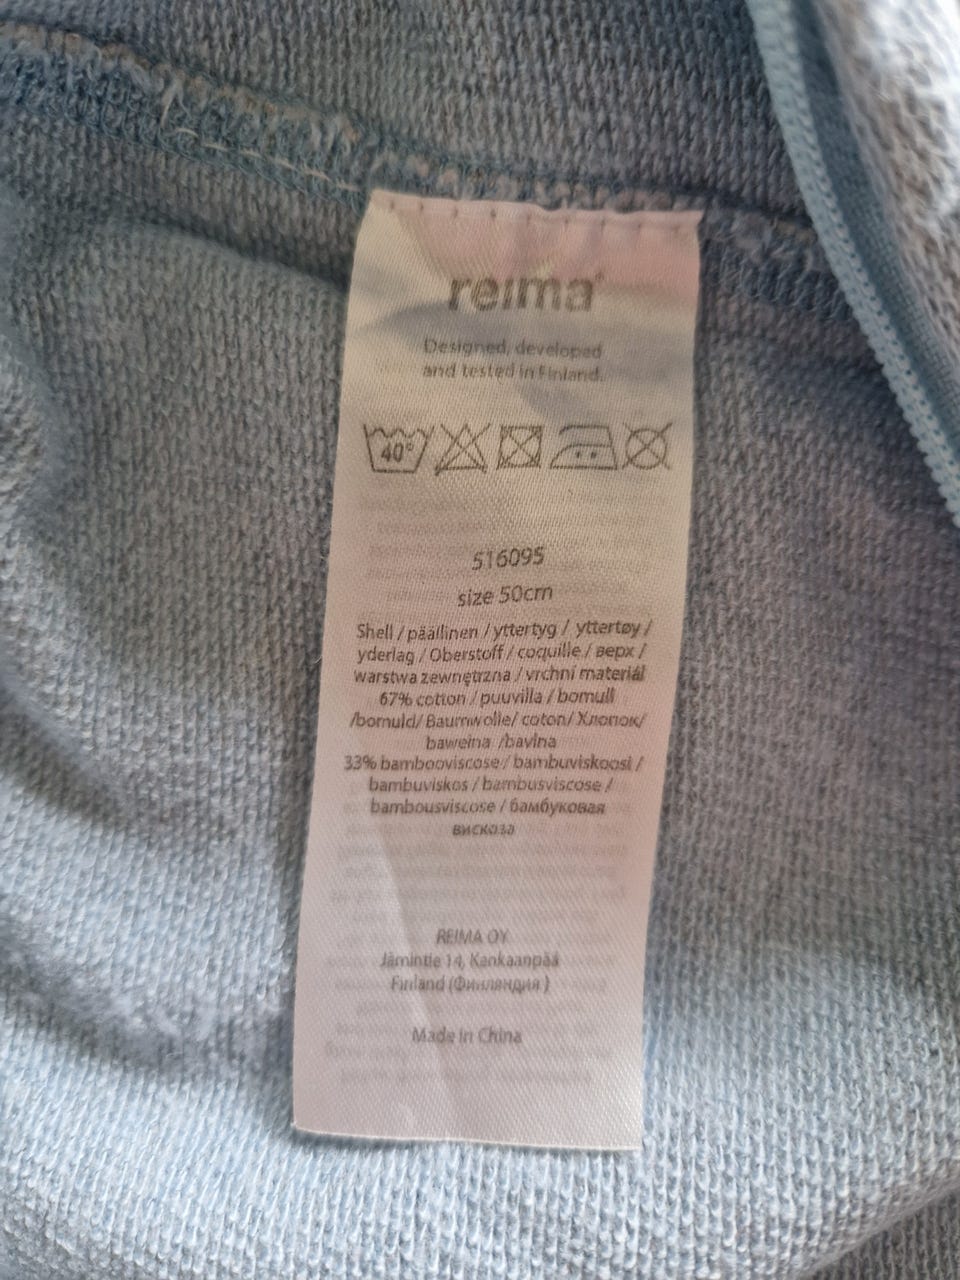 reima
Designed, developed
and tested in Finland.
40°
516095
size 50cm
Shell / päällinen / yttertyg / yttertøy /
yderlag / Oberstoff / coquille / верх /
warstwa zewnętrzna / vrchní materiál
67% cotton / puuvilla / bomull
/bomuld/ Baumwolle/ coton/ Хлопок/
bawełna /bavlna
33% bambooviscose / bambuviskoosi /
bambuviskos / bambusviscose /
bambousviscose / бамбуковая
вискоза
REIMA OY
Jämintie 14, Kankaanpää
Finland (Финляндия )
Made in China